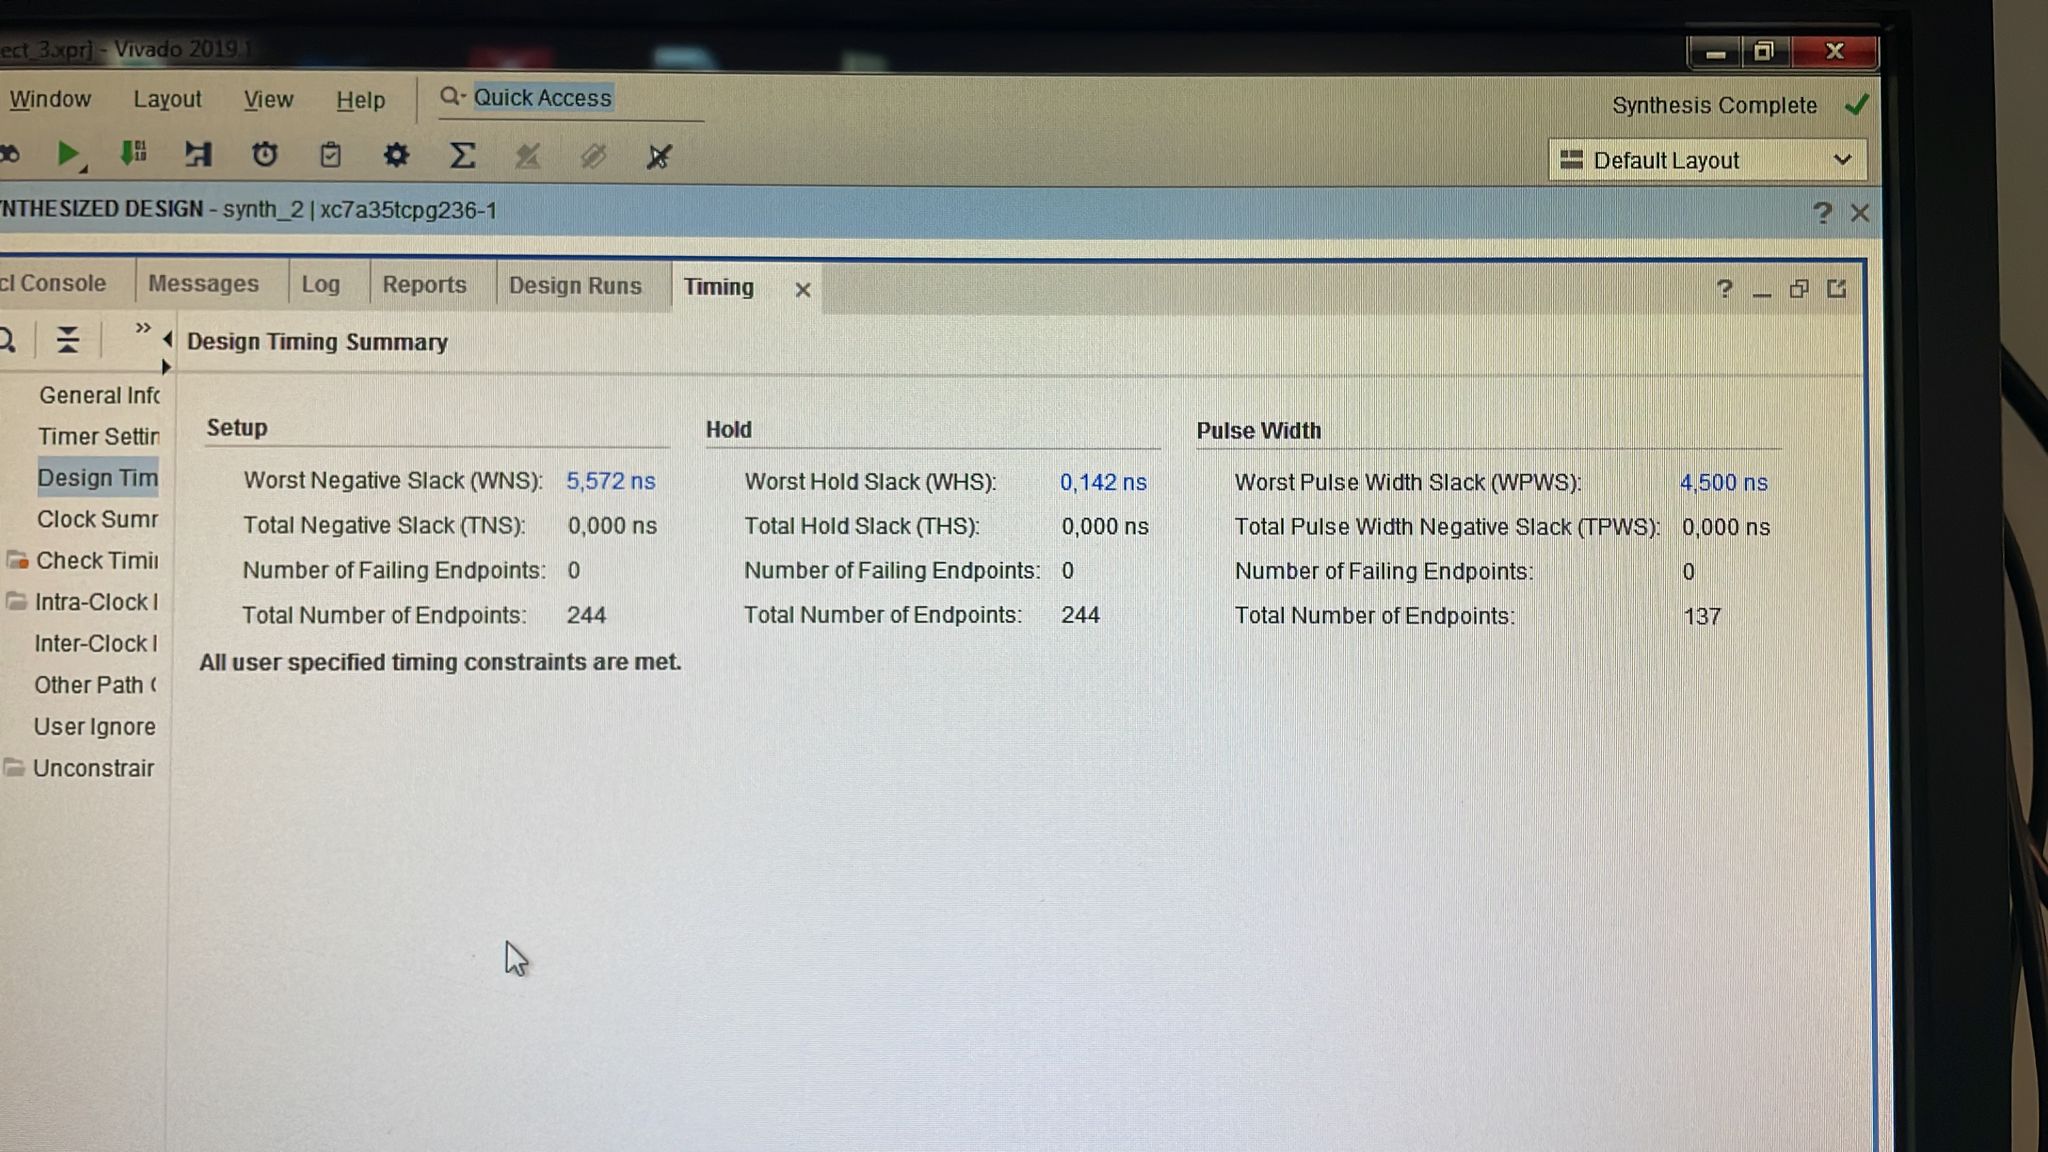 ect_3.xpr] - Vivado 2019.1
Window Layout View Help Quick Access
Synthesis Complete
Default Layout
NTHESIZED DESIGN - synth_2 | xc7a35tcpg236-1
cl Console Messages Log Reports Design Runs Timing
Design Timing Summary
General Info
Timer Settin
Design Tim
Clock Sumr
Check Timin
Intra-Clock
Inter-Clock
Other Path
User Ignore
Unconstrair
Setup
Worst Negative Slack (WNS): 5,572 ns
Total Negative Slack (TNS): 0,000 ns
Number of Failing Endpoints: 0
Total Number of Endpoints: 244
Hold
Worst Hold Slack (WHS): 0,142 ns
Total Hold Slack (THS): 0,000 ns
Number of Failing Endpoints: 0
Total Number of Endpoints: 244
Pulse Width
Worst Pulse Width Slack (WPWS): 4,500 ns
Total Pulse Width Negative Slack (TPWS): 0,000 ns
Number of Failing Endpoints: 0
Total Number of Endpoints: 137
All user specified timing constraints are met.